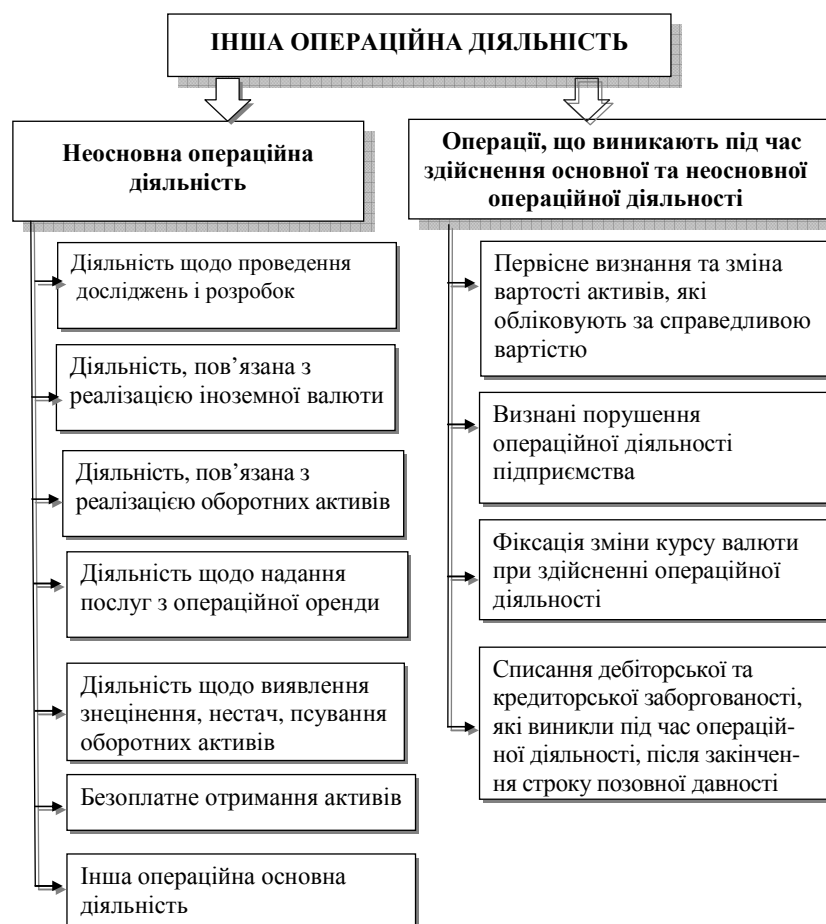 ІНША ОПЕРАЦІЙНА ДІЯЛЬНІСТЬ
Неосновна операційна
діяльність
Діяльність щодо проведення
досліджень і розробок
Діяльність, пов’язана з
реалізацією іноземної валюти
Діяльність, пов’язана з
реалізацією оборотних активів
Діяльність щодо надання
послуг з операційної оренди
Діяльність щодо виявлення
знецінення, нестач, псування
оборотних активів
Безоплатне отримання активів
Інша операційна основна
діяльність
Операції, що виникають під час
здійснення основної та неосновної
операційної діяльності
Первісне визнання та зміна
вартості активів, які
обліковують за справедливою
вартістю
Визнані порушення
операційної діяльності
підприємства
Фіксація зміни курсу валюти
при здійсненні операційної
діяльності
Списання дебіторської та
кредиторської заборгованості,
які виникли під час операцій-
ної діяльності, після закінчен-
ня строку позовної давності